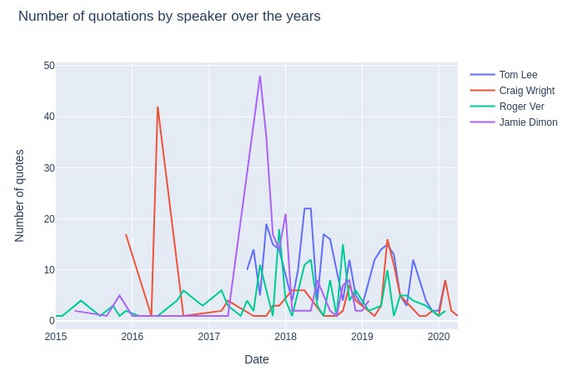 Number of quotations by speaker over the years
Number of quotes
50
40
30
20
10
0
2015
2016
2017
2018
2019
2020
Date
Tom Lee
Craig Wright
Roger Ver
Jamie Dimon